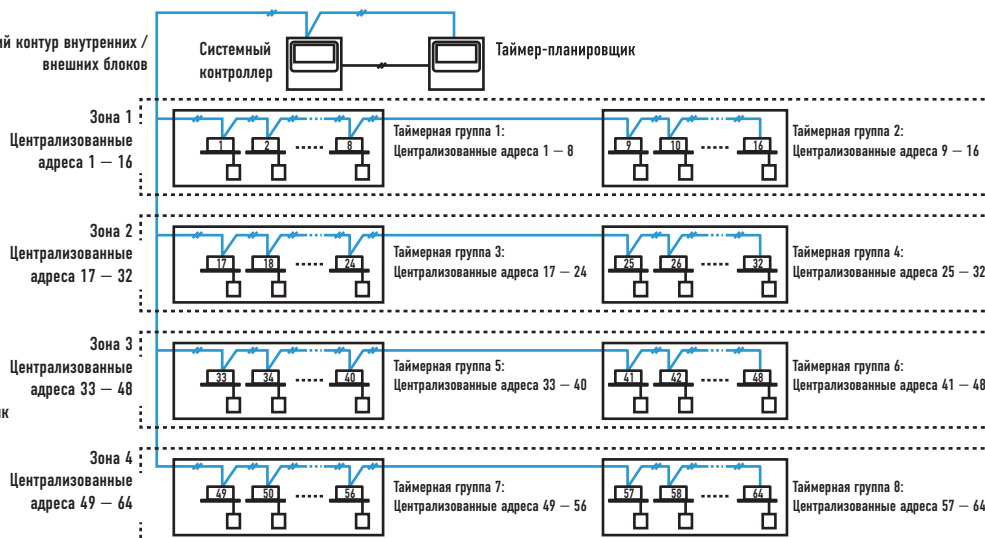 Системный
контроллер
Таймер-планировщик
контур внутренних /
внешних блоков
Зона 1
Централизованные
адреса 1 — 16
1 2 8
Таймерная группа 1:
Централизованные адреса 1 — 8
9 10 16
Таймерная группа 2:
Централизованные адреса 9 — 16
Зона 2
Централизованные
адреса 17 — 32
17 18 24
Таймерная группа 3:
Централизованные адреса 17 — 24
25 26 32
Таймерная группа 4:
Централизованные адреса 25 — 32
Зона 3
Централизованные
адреса 33 — 48
33 34 40
Таймерная группа 5:
Централизованные адреса 33 — 40
41 42 48
Таймерная группа 6:
Централизованные адреса 41 — 48
Зона 4
Централизованные
адреса 49 — 64
49 50 56
Таймерная группа 7:
Централизованные адреса 49 — 56
57 58 64
Таймерная группа 8:
Централизованные адреса 57 — 64